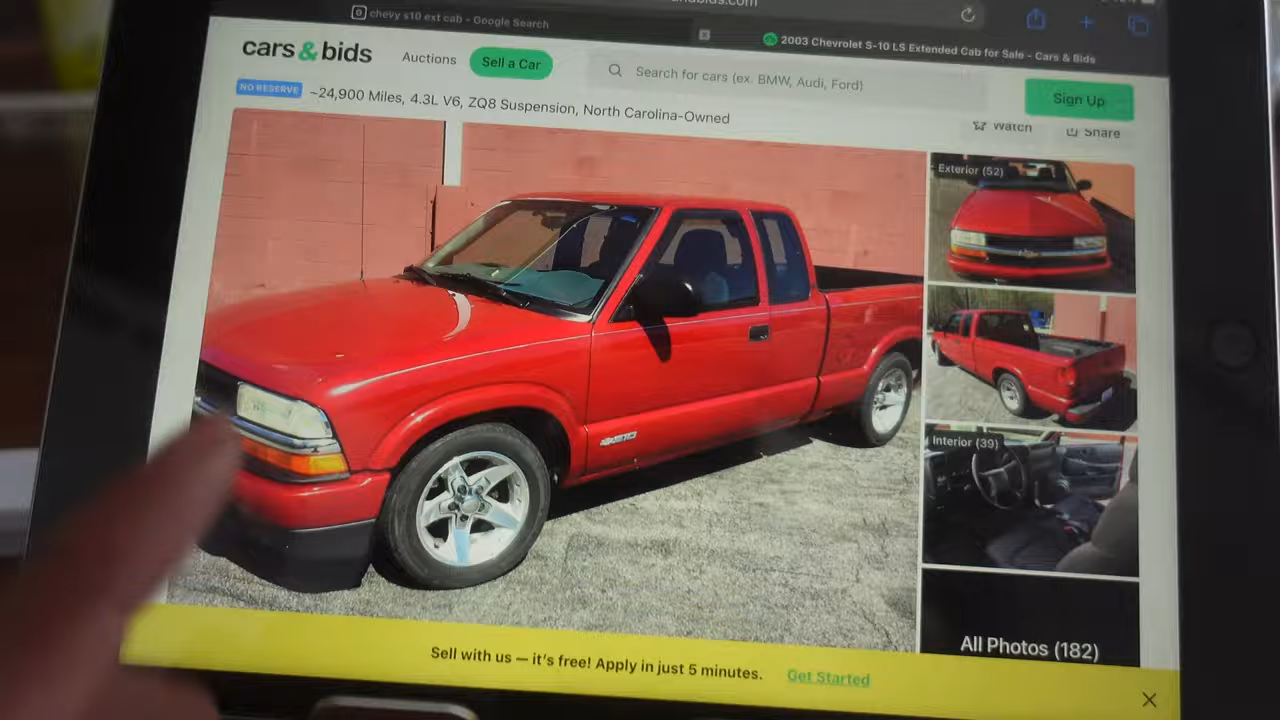 chevy s10 ext cab - Google Search
2003 Chevrolet S-10 LS Extended Cab for Sale - Cars & Bids
cars & bids
Auctions
Sell a Car
Search for cars (ex. BMW, Audi, Ford)
Sign Up
NO RESERVE ~24,900 Miles, 4.3L V6, ZQ8 Suspension, North Carolina-Owned
Watch
Share
Exterior (52)
Interior (39)
All Photos (182)
Sell with us — it's free! Apply in just 5 minutes. Get Started